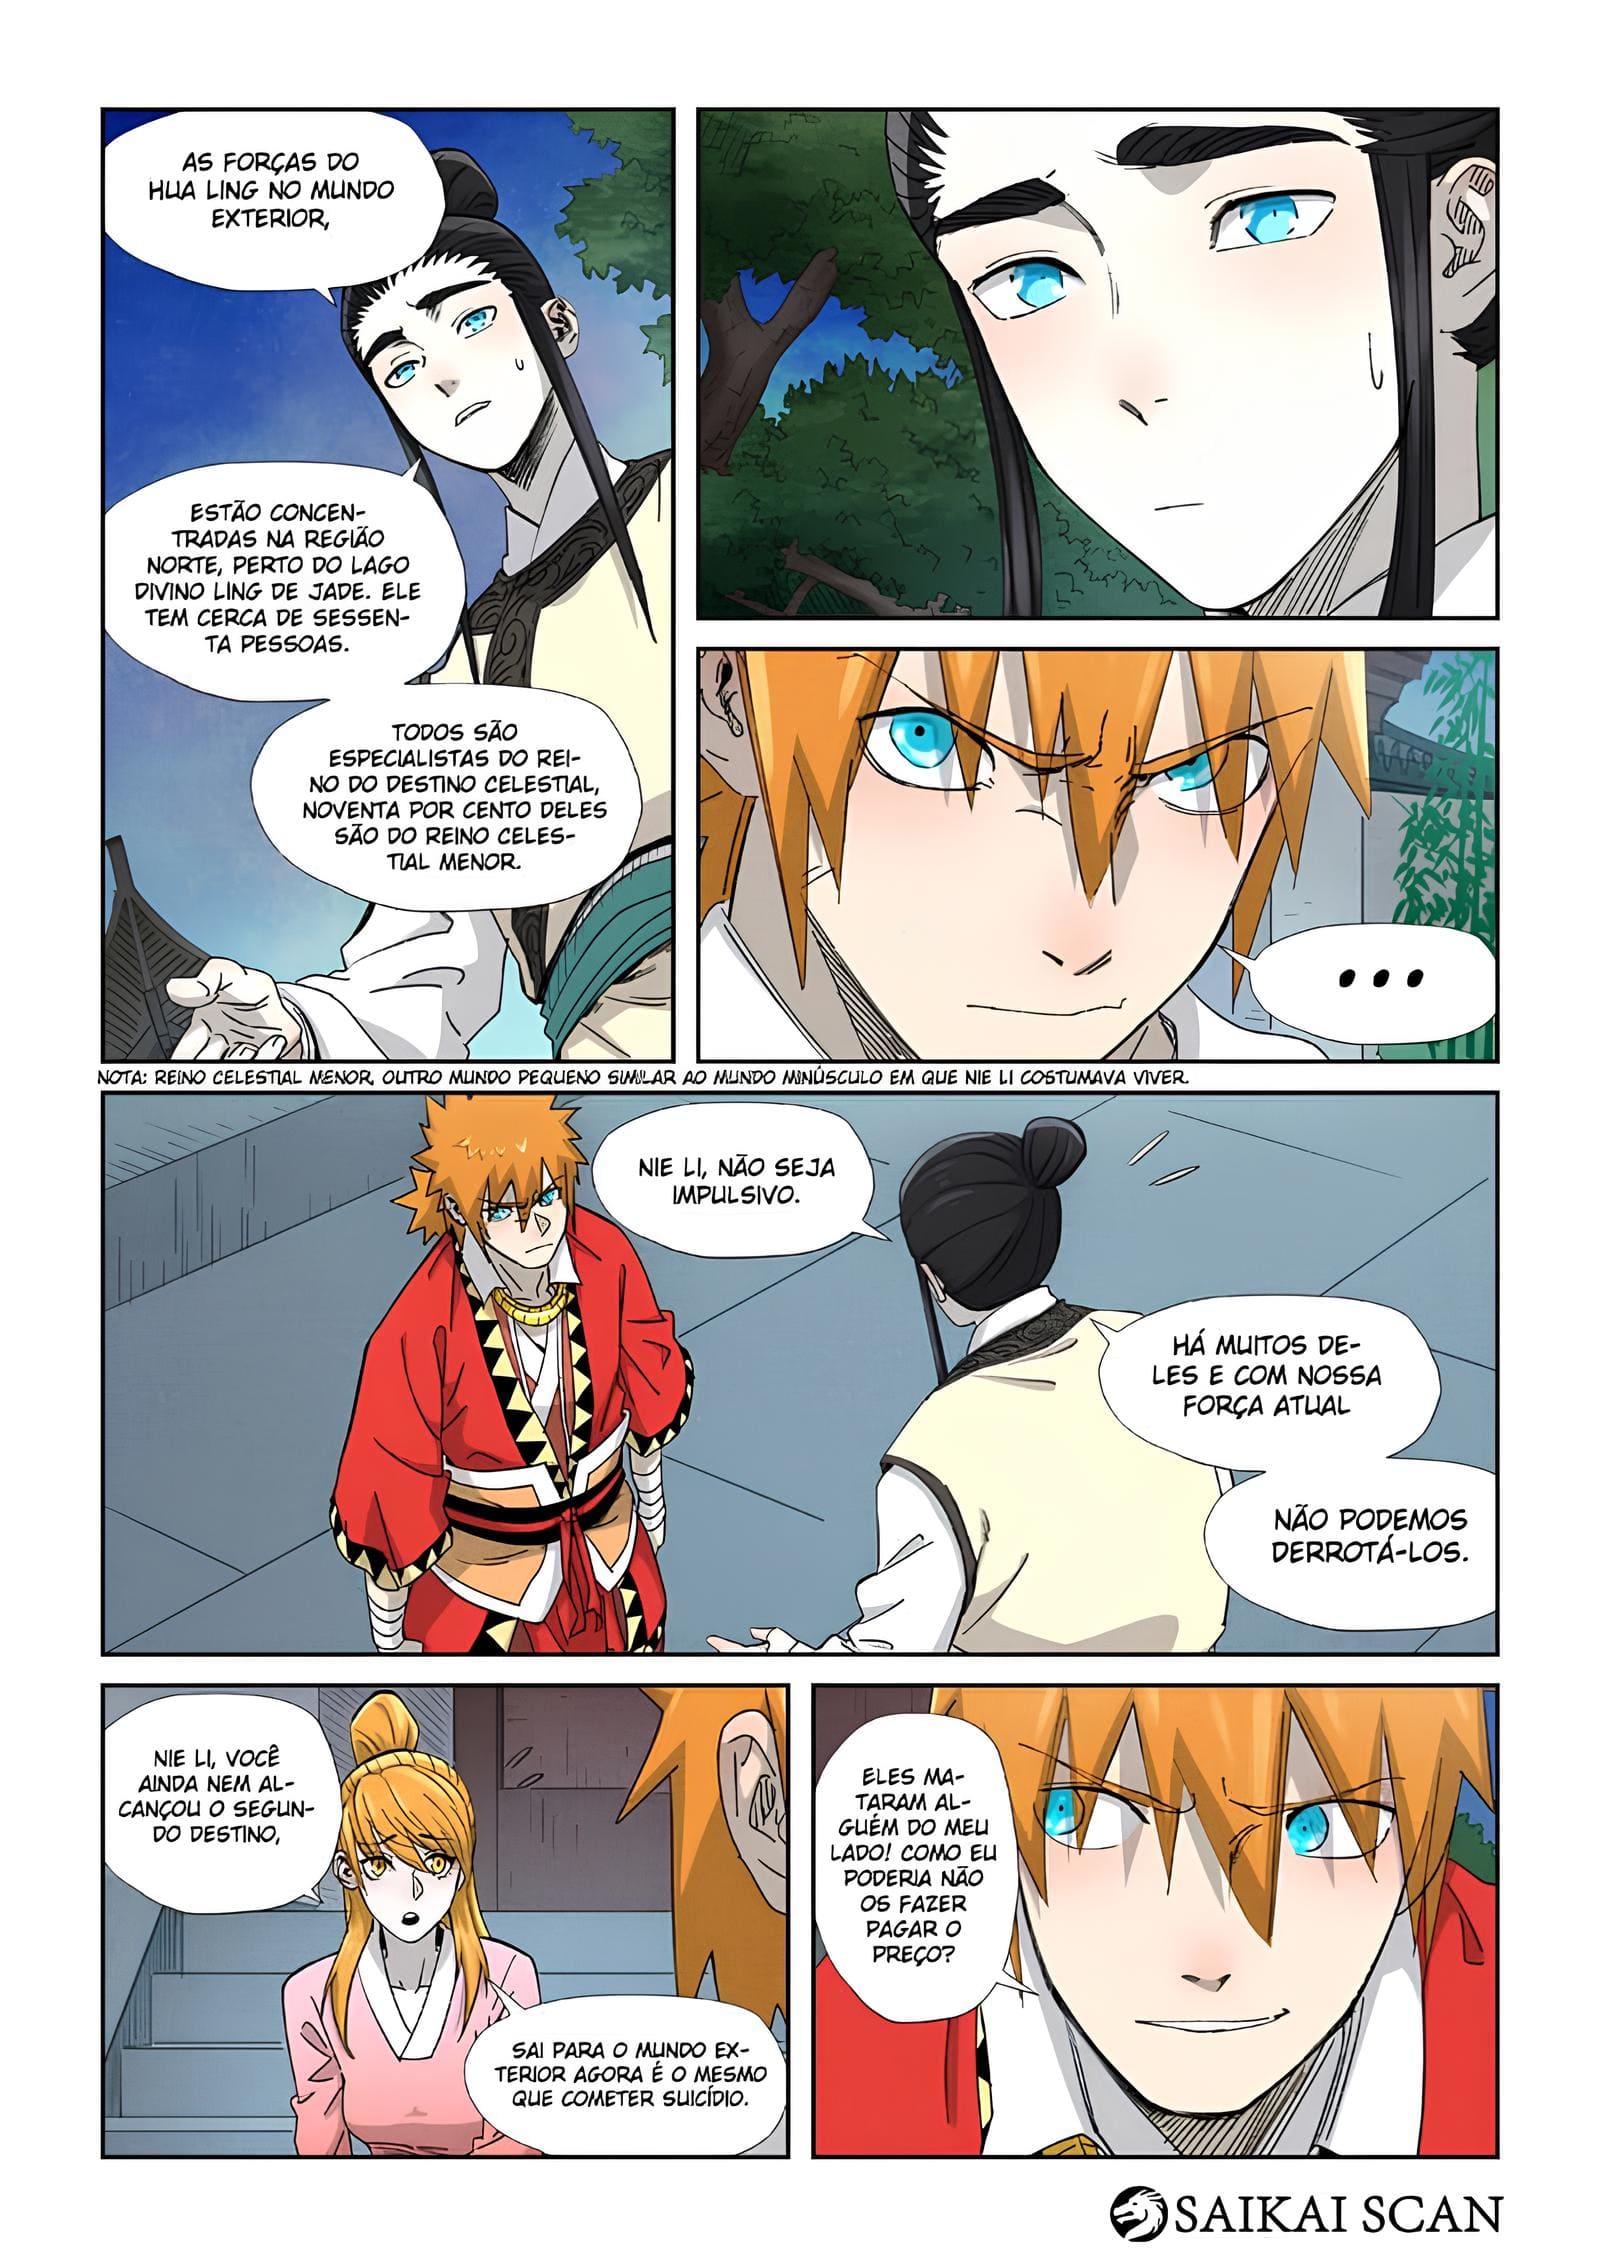 AS FORÇAS DO
HUA LING NO MUNDO
EXTERIOR,
ESTÃO CONCEN-
TRADAS NA REGIÃO
NORTE, PERTO DO LAGO
DIVINO LING DE JADE. ELE
TEM CERCA DE SESSEN-
TA PESSOAS.
TODOS SÃO
ESPECIALISTAS DO REI-
NO DO DESTINO CELESTIAL,
NOVENTA POR CENTO DELES
SÃO DO REINO CELES-
TIAL MENOR.
...
NOTA: REINO CELESTIAL MENOR, OUTRO MUNDO PEQUENO SIMILAR AO MUNDO MINÚSCULO EM QUE NIE LI COSTUMAVA VIVER.
NIE LI, NÃO SEJA
IMPULSIVO.
HÁ MUITOS DE-
LES E COM NOSSA
FORÇA ATUAL
NÃO PODEMOS
DERROTÁ-LOS.
NIE LI, VOCÊ
AINDA NEM AL-
CANÇOU O SEGUN-
DO DESTINO,
SAI PARA O MUNDO EX-
TERIOR AGORA É O MESMO
QUE COMETER SUICÍDIO.
ELES MA-
TARAM AL-
GUÉM DO MEU
LADO! COMO EU
PODERIA NÃO
OS FAZER
PAGAR O
PREÇO?
SAIKAI SCAN